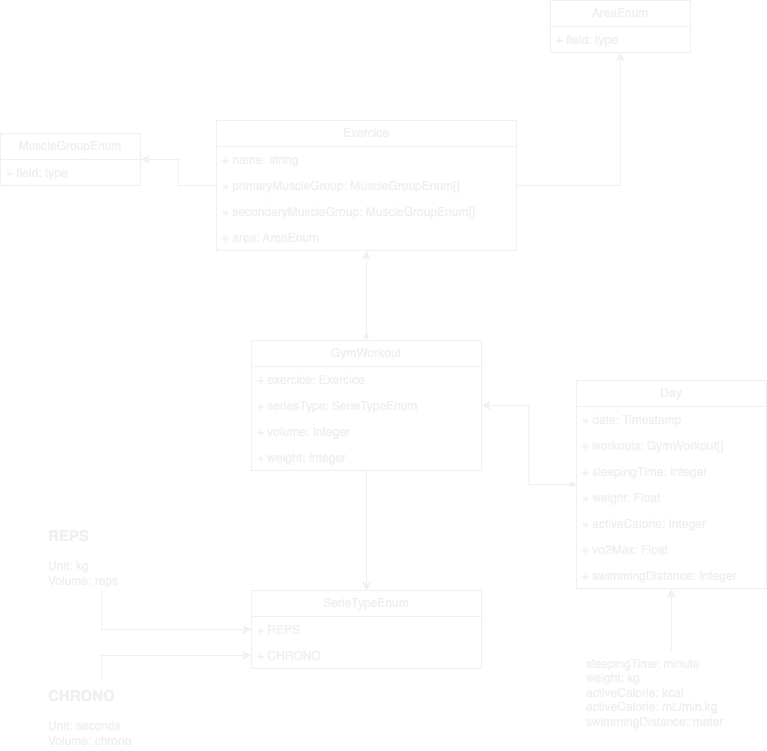 AreaEnum
+ field: type
Exercice
+ name: string
+ primaryMuscleGroup: MuscleGroupEnum[]
+ secondaryMuscleGroup: MuscleGroupEnum[]
+ area: AreaEnum
MuscleGroupEnum
+ field: type
GymWorkout
+ exercice: Exercice
+ seriesType: SerieTypeEnum
+ volume: Integer
+ weight: Integer
Day
+ date: Timestamp
+ workouts: GymWorkout[]
+ sleepingTime: Integer
+ weight: Float
+ activeCalorie: Integer
+ vo2Max: Float
+ swimmingDistance: Integer
REPS
Unit: kg
Volume: reps
SerieTypeEnum
+ REPS
+ CHRONO
CHRONO
Unit: seconds
Volume: chrono
sleepingTime: minute
weight: kg
activeCalorie: kcal
activeCalorie: mL/min.kg
swimmingDistance: meter